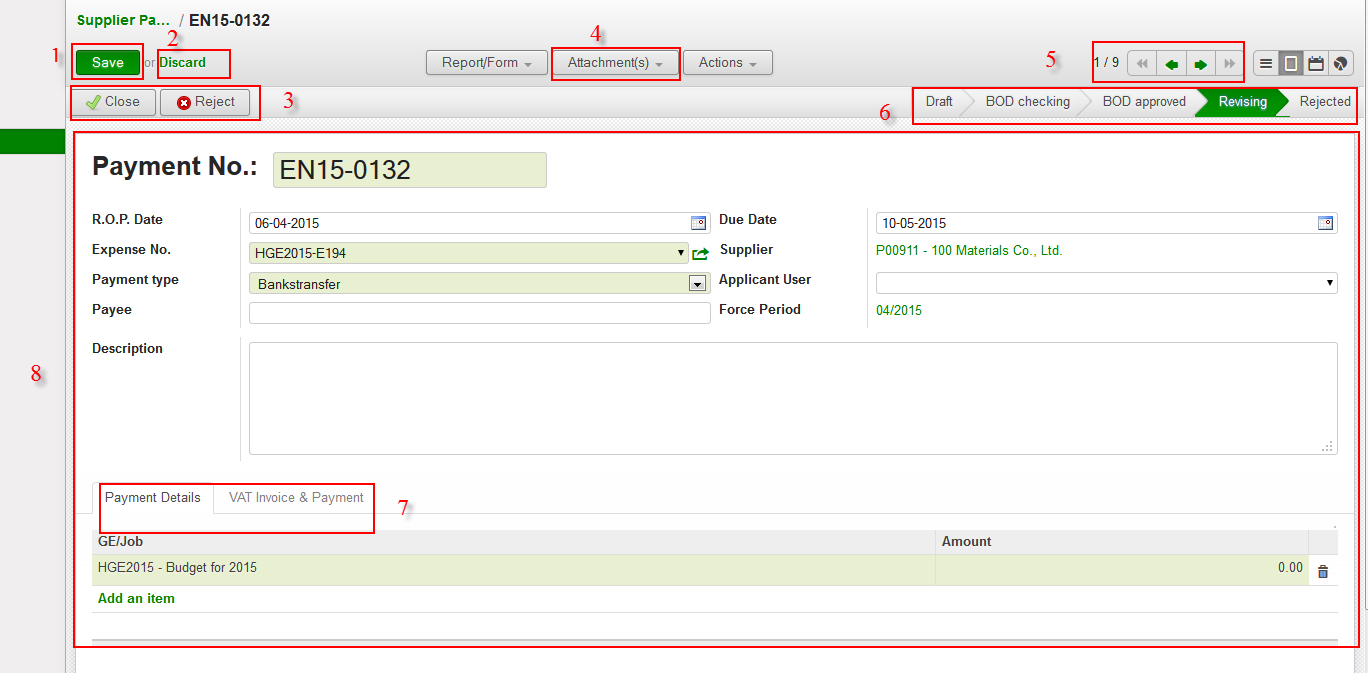 Supplier Pa... / EN15-0132
1 Save or 2 Discard Report/Form 4 Attachment(s) Actions 5 1 / 9
Close Reject 3 6 Draft BOD checking BOD approved Revising Rejected
Payment No.: EN15-0132
R.O.P. Date 06-04-2015 Due Date 10-05-2015
Expense No. HGE2015-E194 Supplier P00911 - 100 Materials Co., Ltd.
Payment type Bankstransfer Applicant User
Payee Force Period 04/2015
Description
8
Payment Details VAT Invoice & Payment 7
GE/Job Amount
HGE2015 - Budget for 2015 0.00
Add an item